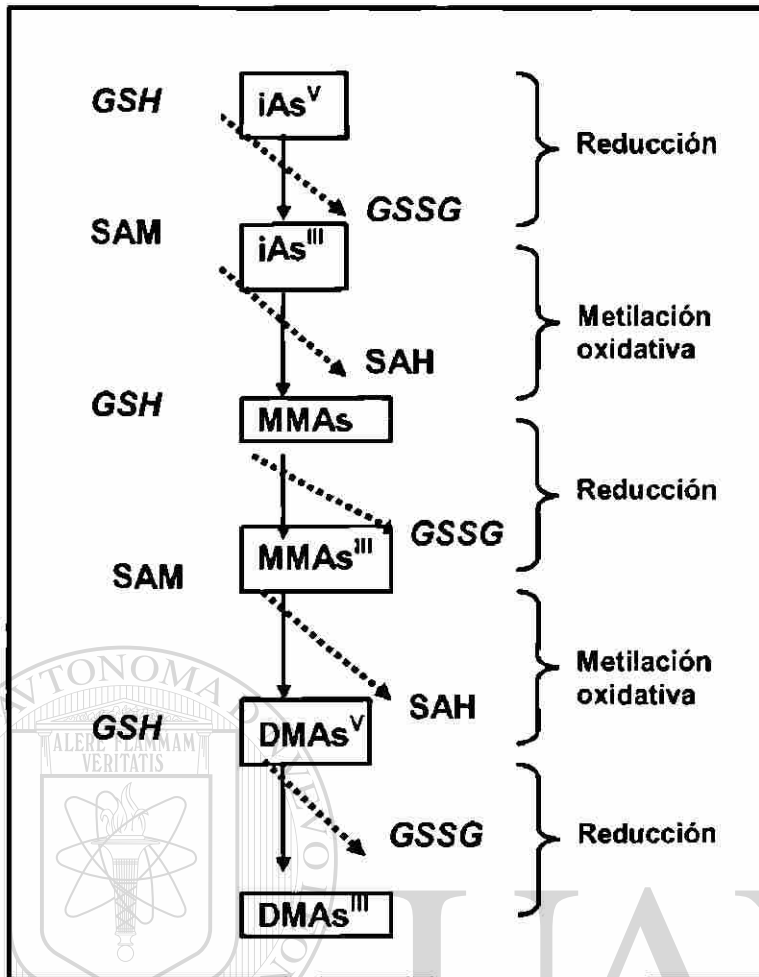 GSH
iAsV
Reducción
GSSG
SAM
iAsIII
Metilación
oxidativa
SAH
GSH
MMAs
Reducción
GSSG
MMAsIII
SAM
Metilación
oxidativa
SAH
GSH
DMAsV
GSSG
Reducción
DMAsIII
ALERE FLAMMAM
VERITATIS
UA